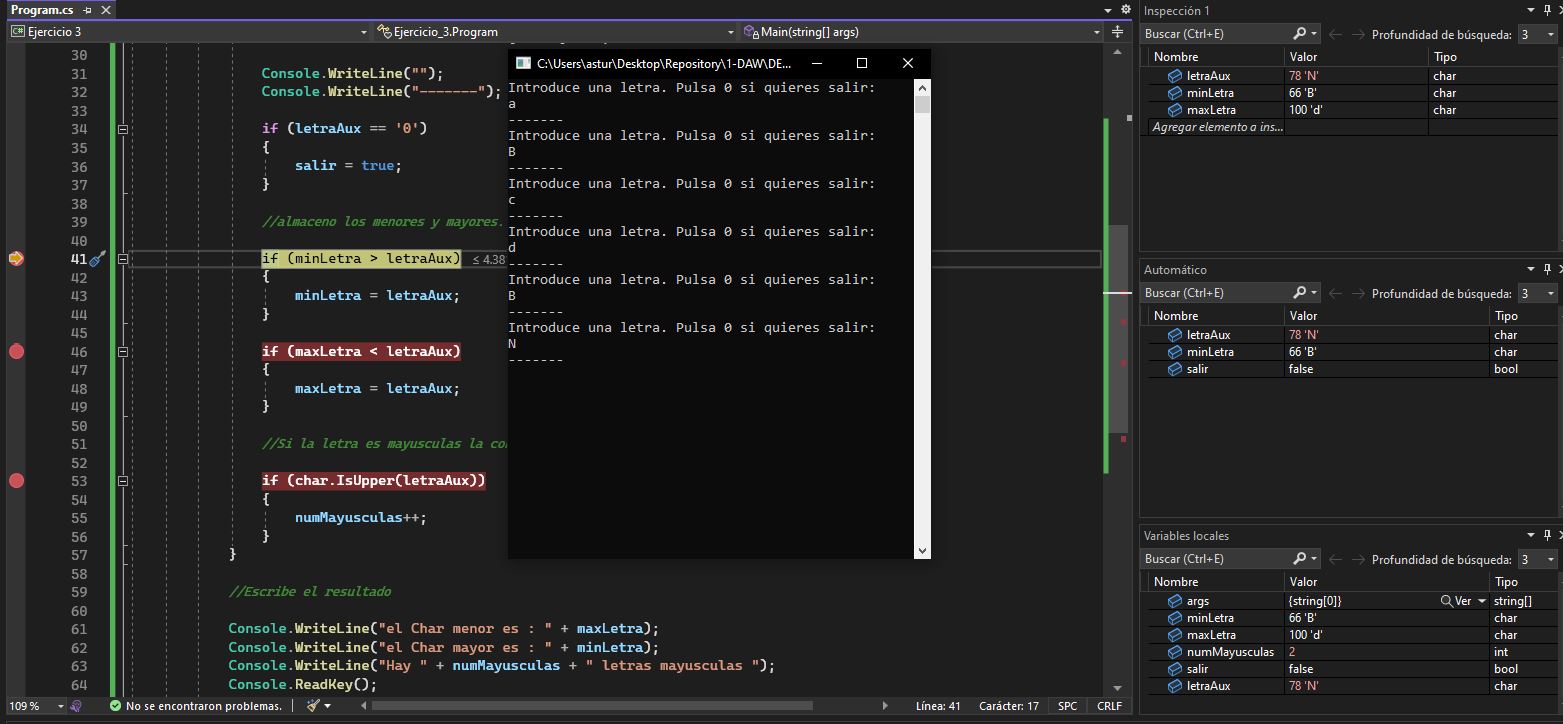 Program.cs
Ejercicio 3
Ejercicio_3.Program
Main(string[] args)
30
31 Console.WriteLine("");
32 Console.WriteLine("-------");
33
34 if (letraAux == '0')
35 {
36 salir = true;
37 }
38
39 //almaceno los menores y mayores.
40
41 if (minLetra > letraAux) ≤ 4.38
42 {
43 minLetra = letraAux;
44 }
45
46 if (maxLetra < letraAux)
47 {
48 maxLetra = letraAux;
49 }
50
51 //Si la letra es mayusculas la
52
53 if (char.IsUpper(letraAux))
54 {
55 numMayusculas++;
56 }
57 }
58
59 //Escribe el resultado
60
61 Console.WriteLine("el Char menor es : " + maxLetra);
62 Console.WriteLine("el Char mayor es : " + minLetra);
63 Console.WriteLine("Hay " + numMayusculas + " letras mayusculas ");
64 Console.ReadKey();
109 %
No se encontraron problemas.
Línea: 41
Carácter: 17
SPC
CRLF
C:\Users\astur\Desktop\Repository\1-DAW\DE...
Introduce una letra. Pulsa 0 si quieres salir:
a
-------
Introduce una letra. Pulsa 0 si quieres salir:
B
-------
Introduce una letra. Pulsa 0 si quieres salir:
c
-------
Introduce una letra. Pulsa 0 si quieres salir:
d
-------
Introduce una letra. Pulsa 0 si quieres salir:
B
-------
Introduce una letra. Pulsa 0 si quieres salir:
N
-------
Inspección 1
Buscar (Ctrl+E) Profundidad de búsqueda: 3
Nombre Valor Tipo
letraAux 78 'N' char
minLetra 66 'B' char
maxLetra 100 'd' char
Agregar elemento a ins...
Automático
Buscar (Ctrl+E) Profundidad de búsqueda: 3
Nombre Valor Tipo
letraAux 78 'N' char
minLetra 66 'B' char
salir false bool
Variables locales
Buscar (Ctrl+E) Profundidad de búsqueda: 3
Nombre Valor Tipo
args {string[0]} Ver string[]
minLetra 66 'B' char
maxLetra 100 'd' char
numMayusculas 2 int
salir false bool
letraAux 78 'N' char